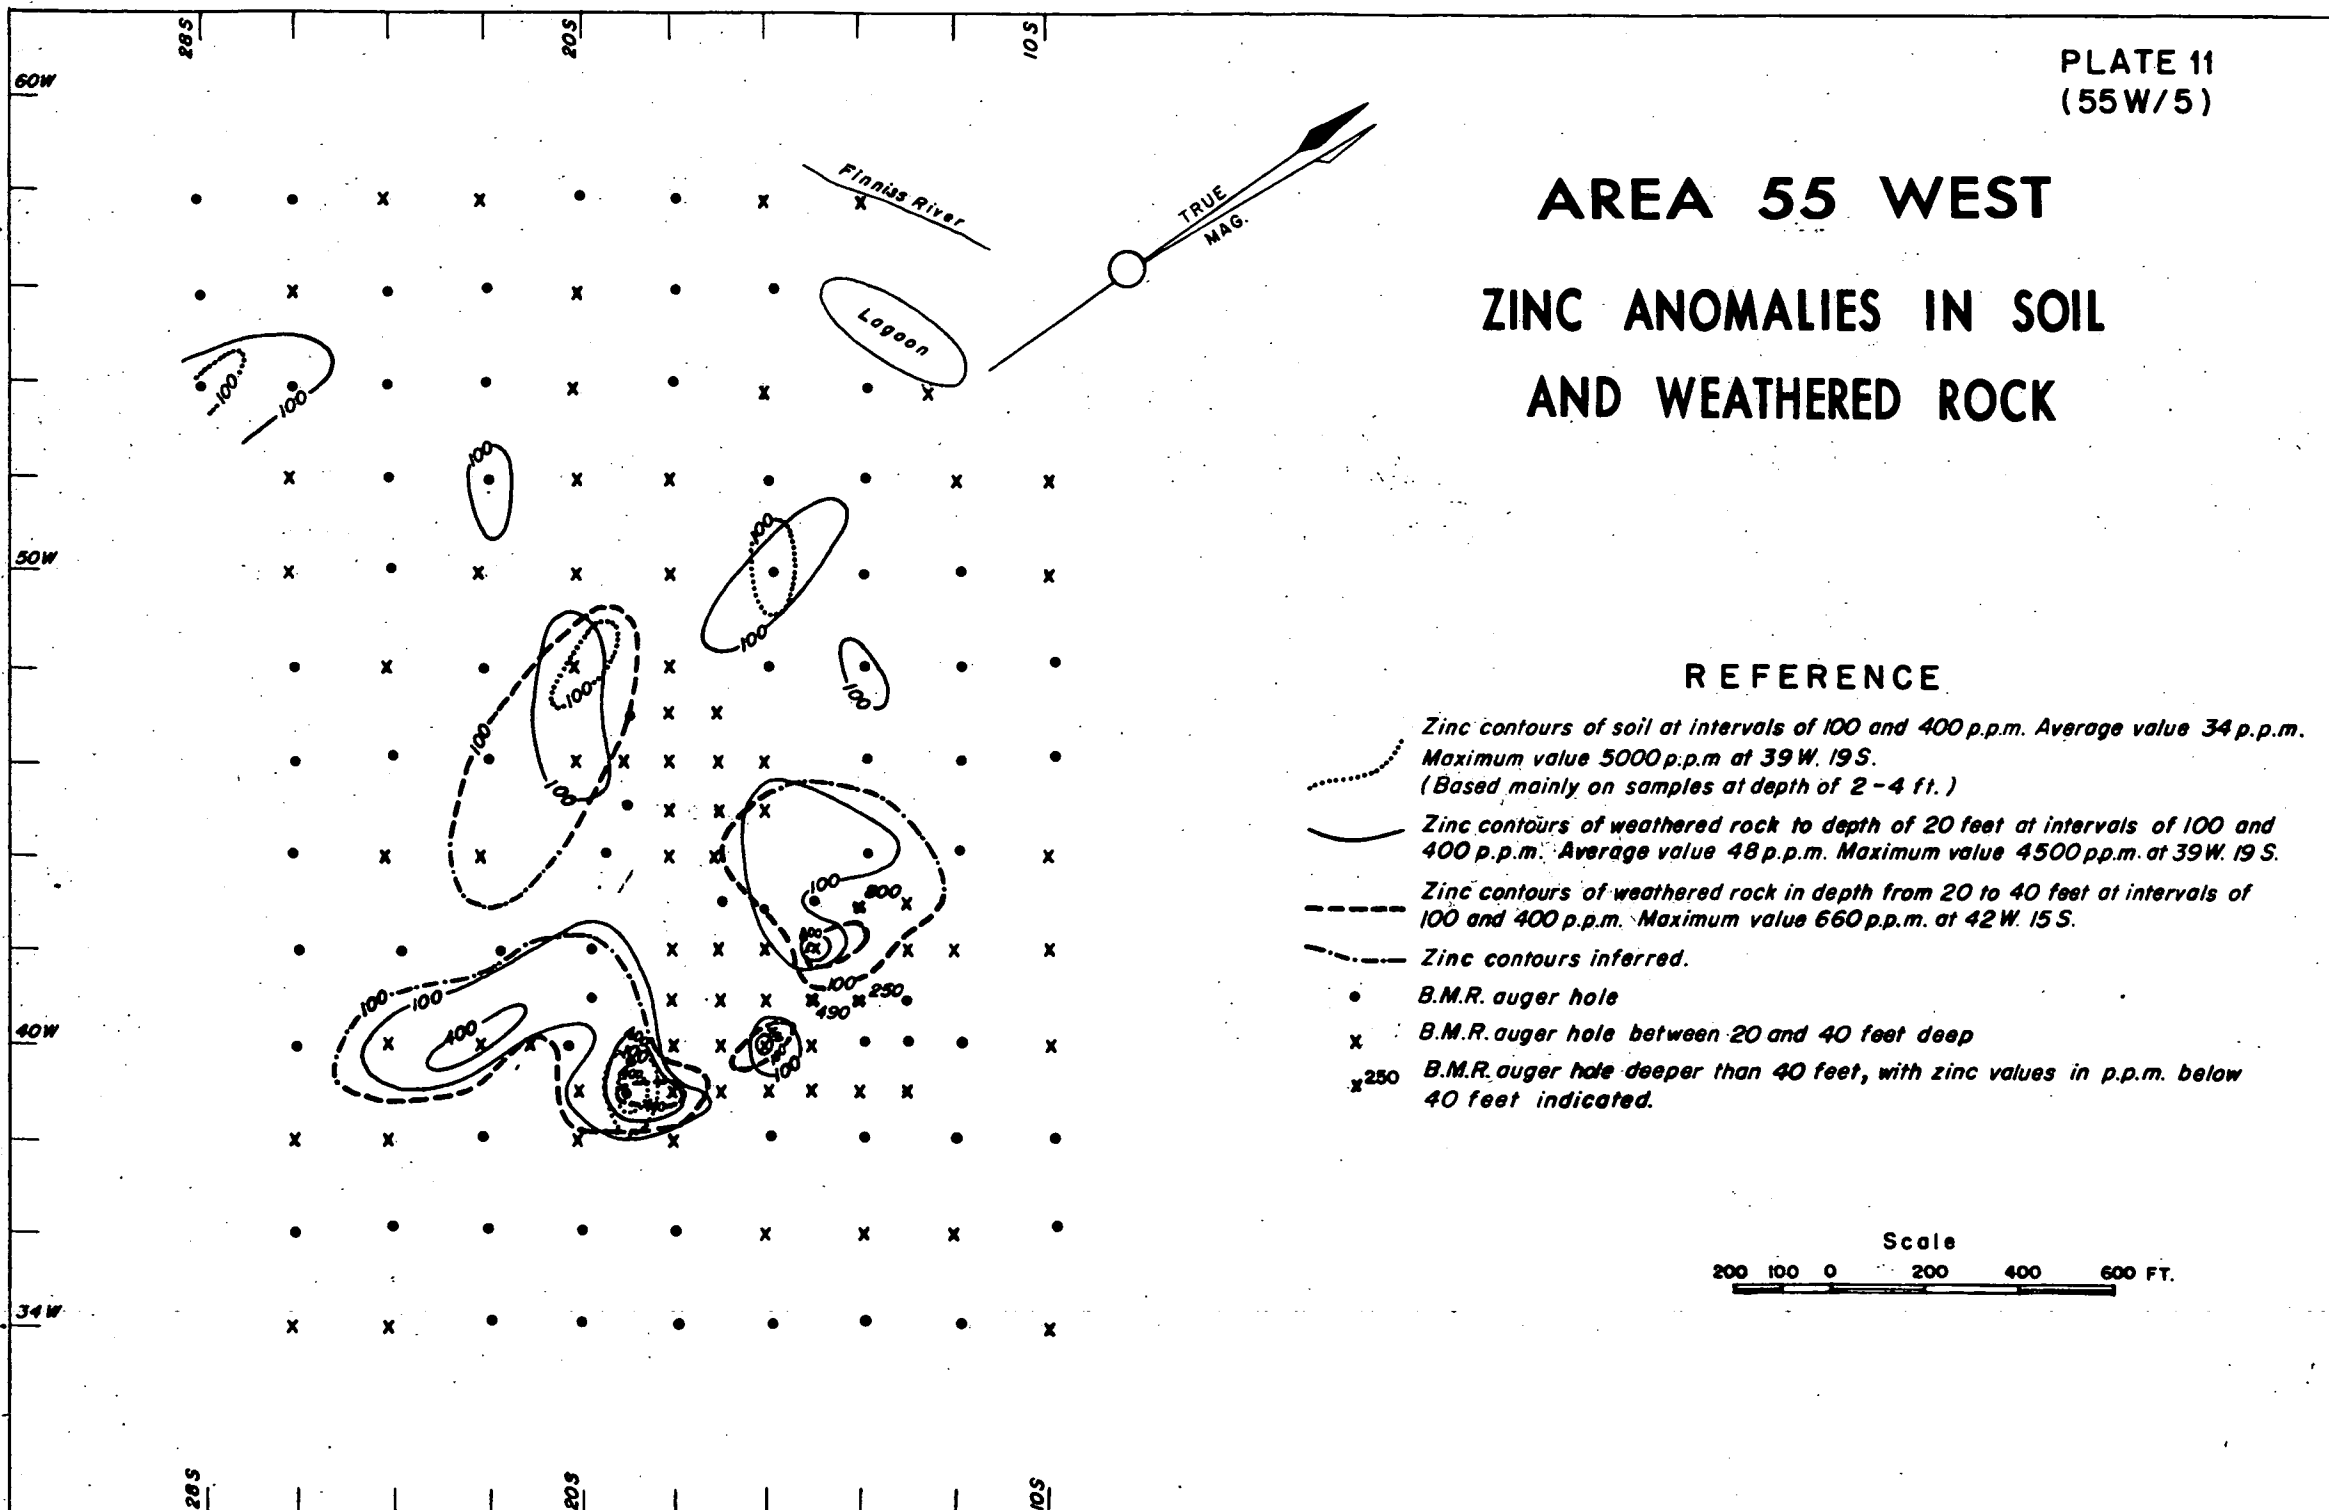 28S
20S
10S
PLATE 11
(55W/5)
60W
Finniss River
TRUE
MAG.
AREA 55 WEST
ZINC ANOMALIES IN SOIL
AND WEATHERED ROCK
Lagoon
100
100
100
100
50W
100
100
100
100
100
100
REFERENCE
Zinc contours of soil at intervals of 100 and 400 p.p.m. Average value 34 p.p.m.
Maximum value 5000 p.p.m at 39 W. 19 S.
(Based mainly on samples at depth of 2-4 ft.)
Zinc contours of weathered rock to depth of 20 feet at intervals of 100 and
400 p.p.m. Average value 48 p.p.m. Maximum value 4500 p.p.m. at 39 W. 19 S.
Zinc contours of weathered rock in depth from 20 to 40 feet at intervals of
100 and 400 p.p.m. Maximum value 660 p.p.m. at 42 W. 15 S.
Zinc contours inferred.
B.M.R. auger hole
B.M.R. auger hole between 20 and 40 feet deep
x250 B.M.R. auger hole deeper than 40 feet, with zinc values in p.p.m. below
40 feet indicated.
100
800
100
250
490
100
100
400
40W
100
Scale
200 100 0 200 400 600 FT.
34W
28S
20S
10S